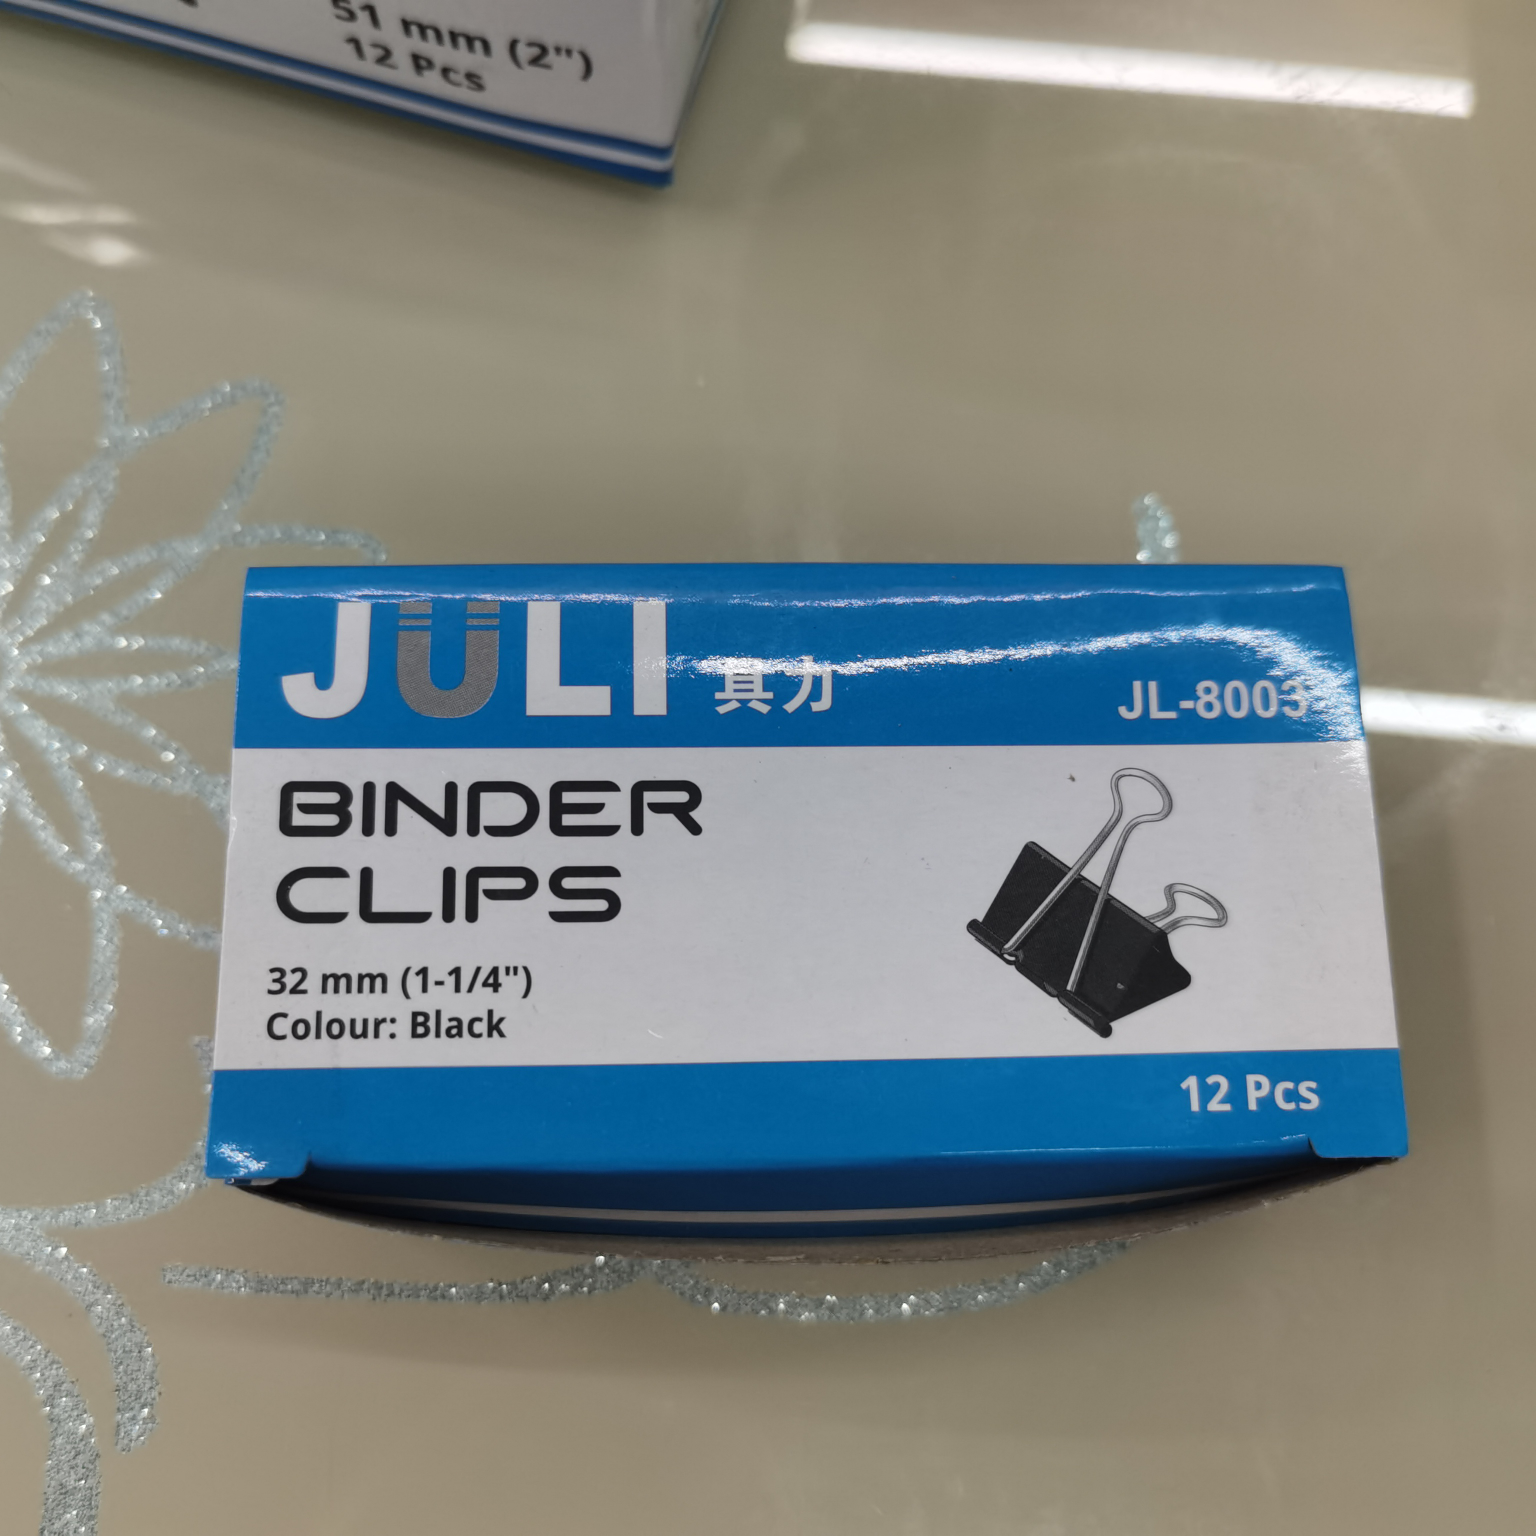 51 mm (2")
12 Pcs
JULI 具力 JL-8003
BINDER
CLIPS
32 mm (1-1/4")
Colour: Black
12 Pcs